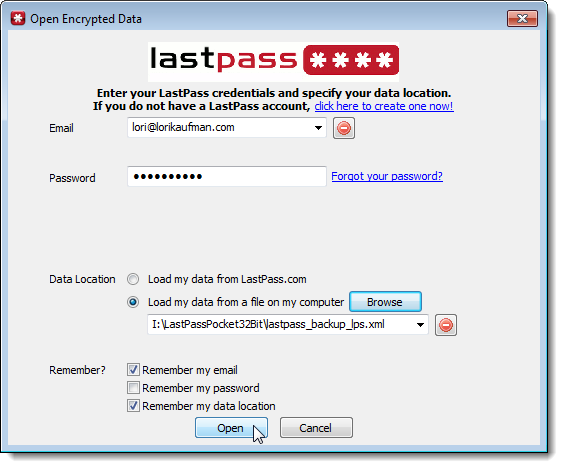 Open Encrypted Data
lastpass ****
Enter your LastPass credentials and specify your data location.
If you do not have a LastPass account, click here to create one now!
Email lori@lorikaufman.com
Password •••••••••• Forgot your password?
Data Location Load my data from LastPass.com
Load my data from a file on my computer Browse
I:\LastPassPocket32Bit\lastpass_backup_lps.xml
Remember? Remember my email
Remember my password
Remember my data location
Open Cancel